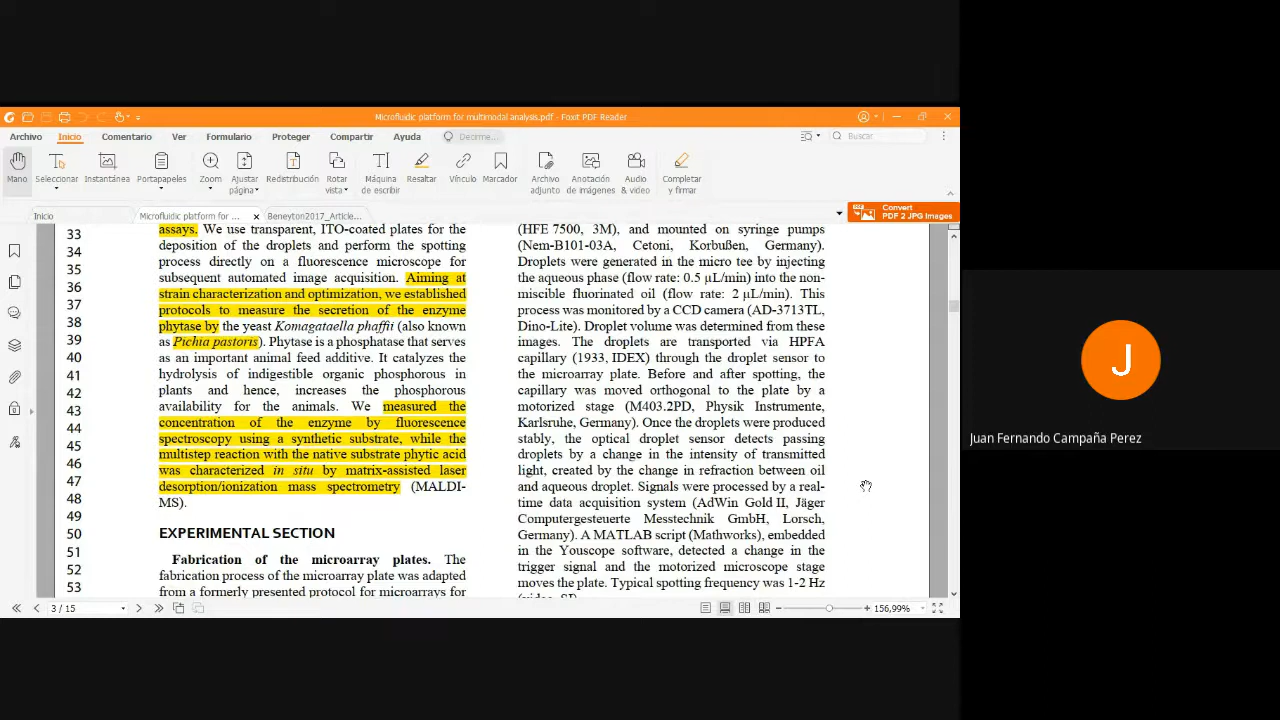 Microfluidic platform for multimodal analysis.pdf - Foxit PDF Reader
Archivo Inicio Comentario Ver Formulario Proteger Compartir Ayuda Decirme... Buscar
Mano Seleccionar Instantánea Portapapeles Zoom Ajustar página Redistribución Rotar vista Máquina de escribir Resaltar Vínculo Marcador Archivo adjunto Anotación de imágenes Audio & video Completar y firmar
Inicio Microfluidic platform for ... Beneyton2017_Article...
Convert
PDF 2 JPG Images
33
34
35
36
37
38
39
40
41
42
43
44
45
46
47
48
49
50
51
52
53
assays. We use transparent, ITO-coated plates for the
deposition of the droplets and perform the spotting
process directly on a fluorescence microscope for
subsequent automated image acquisition. Aiming at
strain characterization and optimization, we established
protocols to measure the secretion of the enzyme
phytase by the yeast Komagataella phaffii (also known
as Pichia pastoris). Phytase is a phosphatase that serves
as an important animal feed additive. It catalyzes the
hydrolysis of indigestible organic phosphorous in
plants and hence, increases the phosphorous
availability for the animals. We measured the
concentration of the enzyme by fluorescence
spectroscopy using a synthetic substrate, while the
multistep reaction with the native substrate phytic acid
was characterized in situ by matrix-assisted laser
desorption/ionization mass spectrometry (MALDI-
MS).
EXPERIMENTAL SECTION
Fabrication of the microarray plates. The
fabrication process of the microarray plate was adapted
from a formerly presented protocol for microarrays for
(HFE 7500, 3M), and mounted on syringe pumps
(Nem-B101-03A, Cetoni, Korbußen, Germany).
Droplets were generated in the micro tee by injecting
the aqueous phase (flow rate: 0.5 µL/min) into the non-
miscible fluorinated oil (flow rate: 2 µL/min). This
process was monitored by a CCD camera (AD-3713TL,
Dino-Lite). Droplet volume was determined from these
images. The droplets are transported via HPFA
capillary (1933, IDEX) through the droplet sensor to
the microarray plate. Before and after spotting, the
capillary was moved orthogonal to the plate by a
motorized stage (M403.2PD, Physik Instrumente,
Karlsruhe, Germany). Once the droplets were produced
stably, the optical droplet sensor detects passing
droplets by a change in the intensity of transmitted
light, created by the change in refraction between oil
and aqueous droplet. Signals were processed by a real-
time data acquisition system (AdWin Gold II, Jäger
Computergesteuerte Messtechnik GmbH, Lorsch,
Germany). A MATLAB script (Mathworks), embedded
in the Youscope software, detected a change in the
trigger signal and the motorized microscope stage
moves the plate. Typical spotting frequency was 1-2 Hz
(video, SI).
3 / 15
156,99%
J
Juan Fernando Campaña Perez